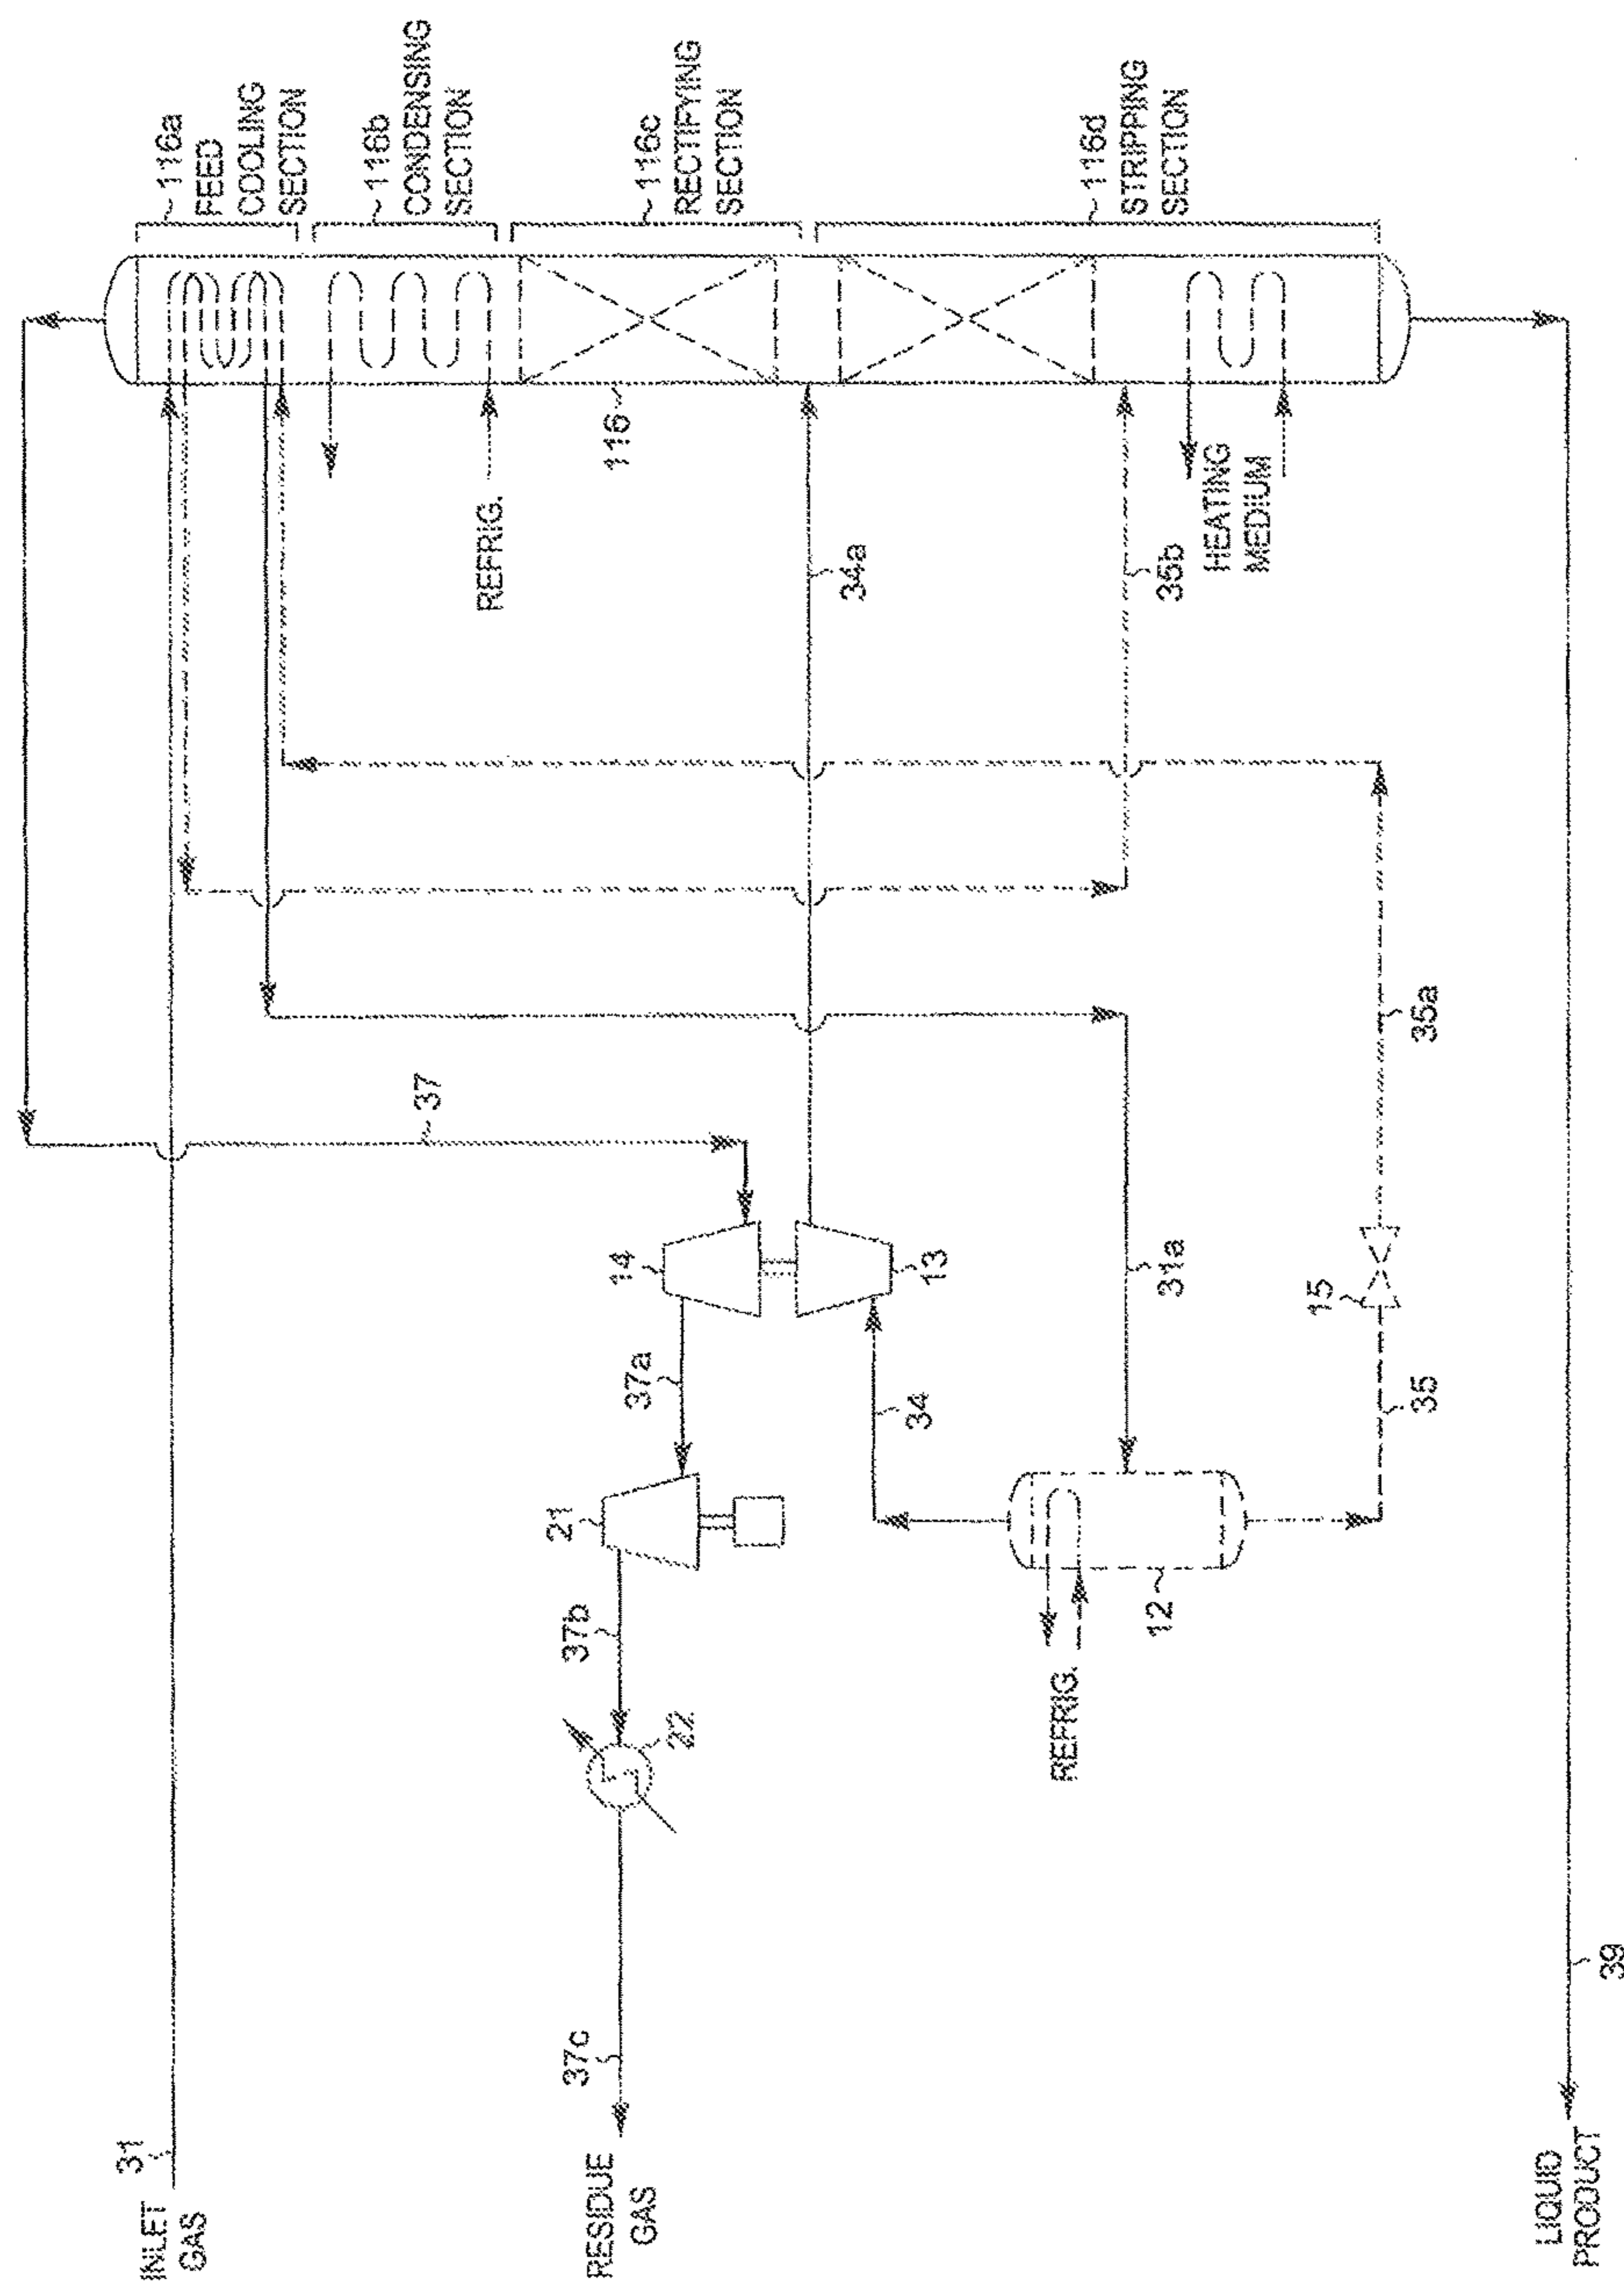 116a
FEED
COOLING
SECTION
116b
CONDENSING
SECTION
116c
RECTIFYING
SECTION
116d
STRIPPING
SECTION
116
REFRIG.
34a
35b
HEATING
MEDIUM
37
14
13
31a
35a
15
37a
34
35
21
12
37b
22
REFRIG.
37c
39
31
INLET
GAS
RESIDUE
GAS
LIQUID
PRODUCT